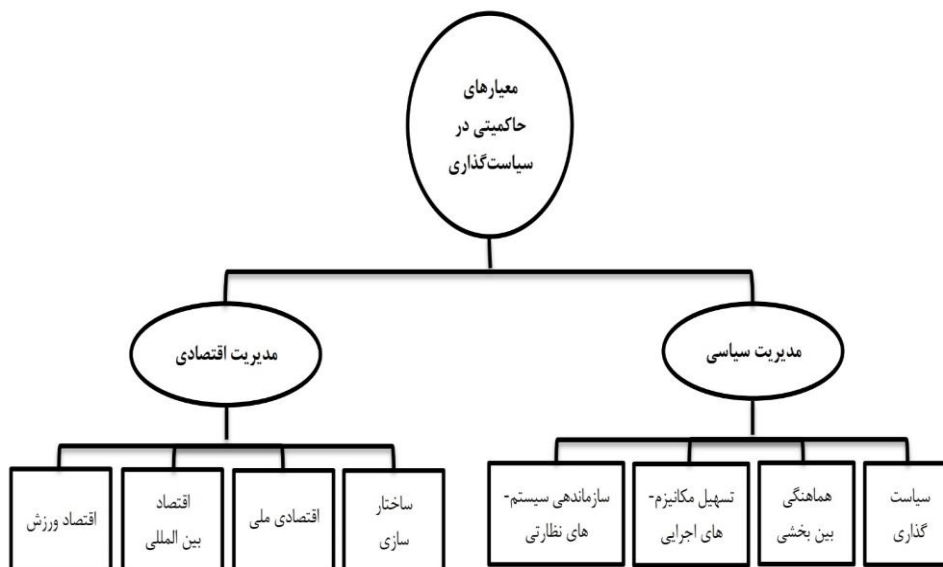 معیارهای
حاکمیتی در
سیاست‌گذاری
مدیریت سیاسی
مدیریت اقتصادی
سیاست
گذاری
هماهنگی
بین بخشی
تسهیل مکانیزم-
های اجرایی
سازماندهی سیستم-
های نظارتی
ساختار
سازی
اقتصادی ملی
اقتصاد
بین المللی
اقتصاد ورزش